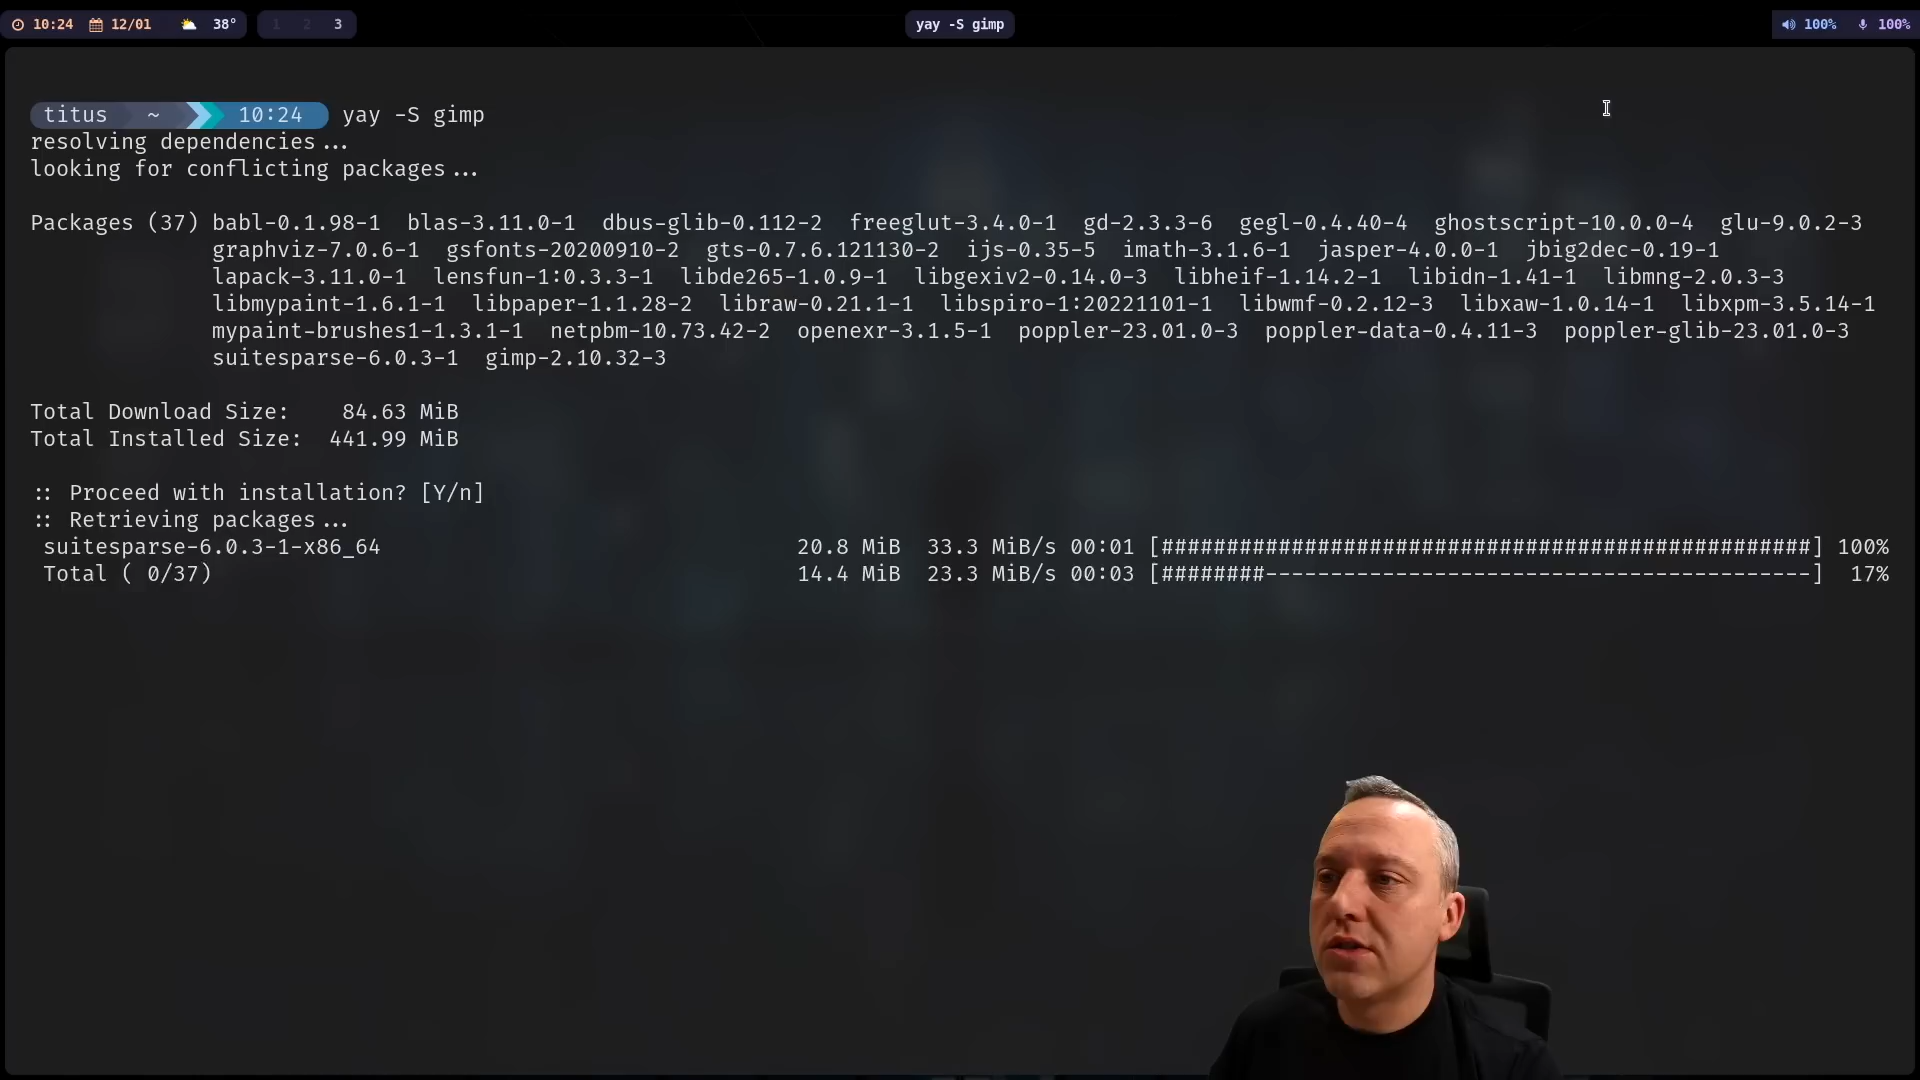 10:24 12/01 38° 1 2 3 yay -S gimp 100% 100%
titus ~ 10:24 yay -S gimp
resolving dependencies...
looking for conflicting packages...
Packages (37) babl-0.1.98-1 blas-3.11.0-1 dbus-glib-0.112-2 freeglut-3.4.0-1 gd-2.3.3-6 gegl-0.4.40-4 ghostscript-10.0.0-4 glu-9.0.2-3
graphviz-7.0.6-1 gsfonts-20200910-2 gts-0.7.6.121130-2 ijs-0.35-5 imath-3.1.6-1 jasper-4.0.0-1 jbig2dec-0.19-1
lapack-3.11.0-1 lensfun-1:0.3.3-1 libde265-1.0.9-1 libgexiv2-0.14.0-3 libheif-1.14.2-1 libidn-1.41-1 libmng-2.0.3-3
libmypaint-1.6.1-1 libpaper-1.1.28-2 libraw-0.21.1-1 libspiro-1:20221101-1 libwmf-0.2.12-3 libxaw-1.0.14-1 libxpm-3.5.14-1
mypaint-brushes1-1.3.1-1 netpbm-10.73.42-2 openexr-3.1.5-1 poppler-23.01.0-3 poppler-data-0.4.11-3 poppler-glib-23.01.0-3
suitesparse-6.0.3-1 gimp-2.10.32-3
Total Download Size: 84.63 MiB
Total Installed Size: 441.99 MiB
:: Proceed with installation? [Y/n]
:: Retrieving packages...
suitesparse-6.0.3-1-x86_64 20.8 MiB 33.3 MiB/s 00:01 [##################################################] 100%
Total ( 0/37) 14.4 MiB 23.3 MiB/s 00:03 [########------------------------------------------] 17%